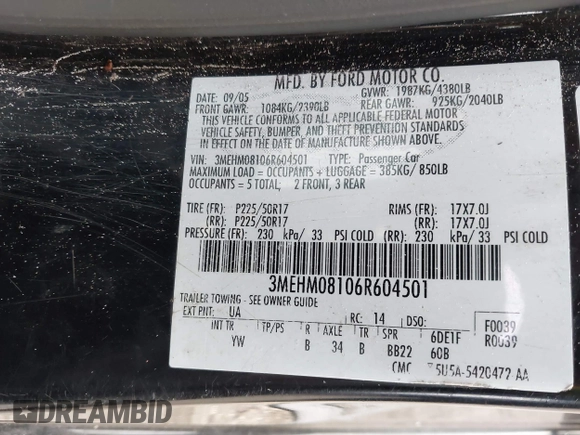 MFD. BY FORD MOTOR CO.
DATE: 09/05 GVWR: 1987KG/4380LB
FRONT GAWR: 1084KG/2390LB REAR GAWR: 925KG/2040LB
THIS VEHICLE CONFORMS TO ALL APPLICABLE FEDERAL MOTOR
VEHICLE SAFETY, BUMPER, AND THEFT PREVENTION STANDARDS
IN EFFECT ON THE DATE OF MANUFACTURE SHOWN ABOVE.
VIN: 3MEHM08106R604501 TYPE: Passenger Car
MAXIMUM LOAD = OCCUPANTS + LUGGAGE = 385KG/ 850LB
OCCUPANTS = 5 TOTAL, 2 FRONT, 3 REAR
TIRE (FR): P225/50R17 RIMS (FR): 17X7.0J
(RR): P225/50R17 (RR): 17X7.0J
PRESSURE (FR): 230 kPa/ 33 PSI COLD (RR): 230 kPa/ 33 PSI COLD
3MEHM08106R604501
TRAILER TOWING - SEE OWNER GUIDE
EXT PNT: UA RC: 14 DSO: F0039
INT TR TP/PS R AXLE TR SPR 6DE1F R0039
YW B 34 B BB22 60B
CMC 5U5A-5420472-AA
DREAMBID